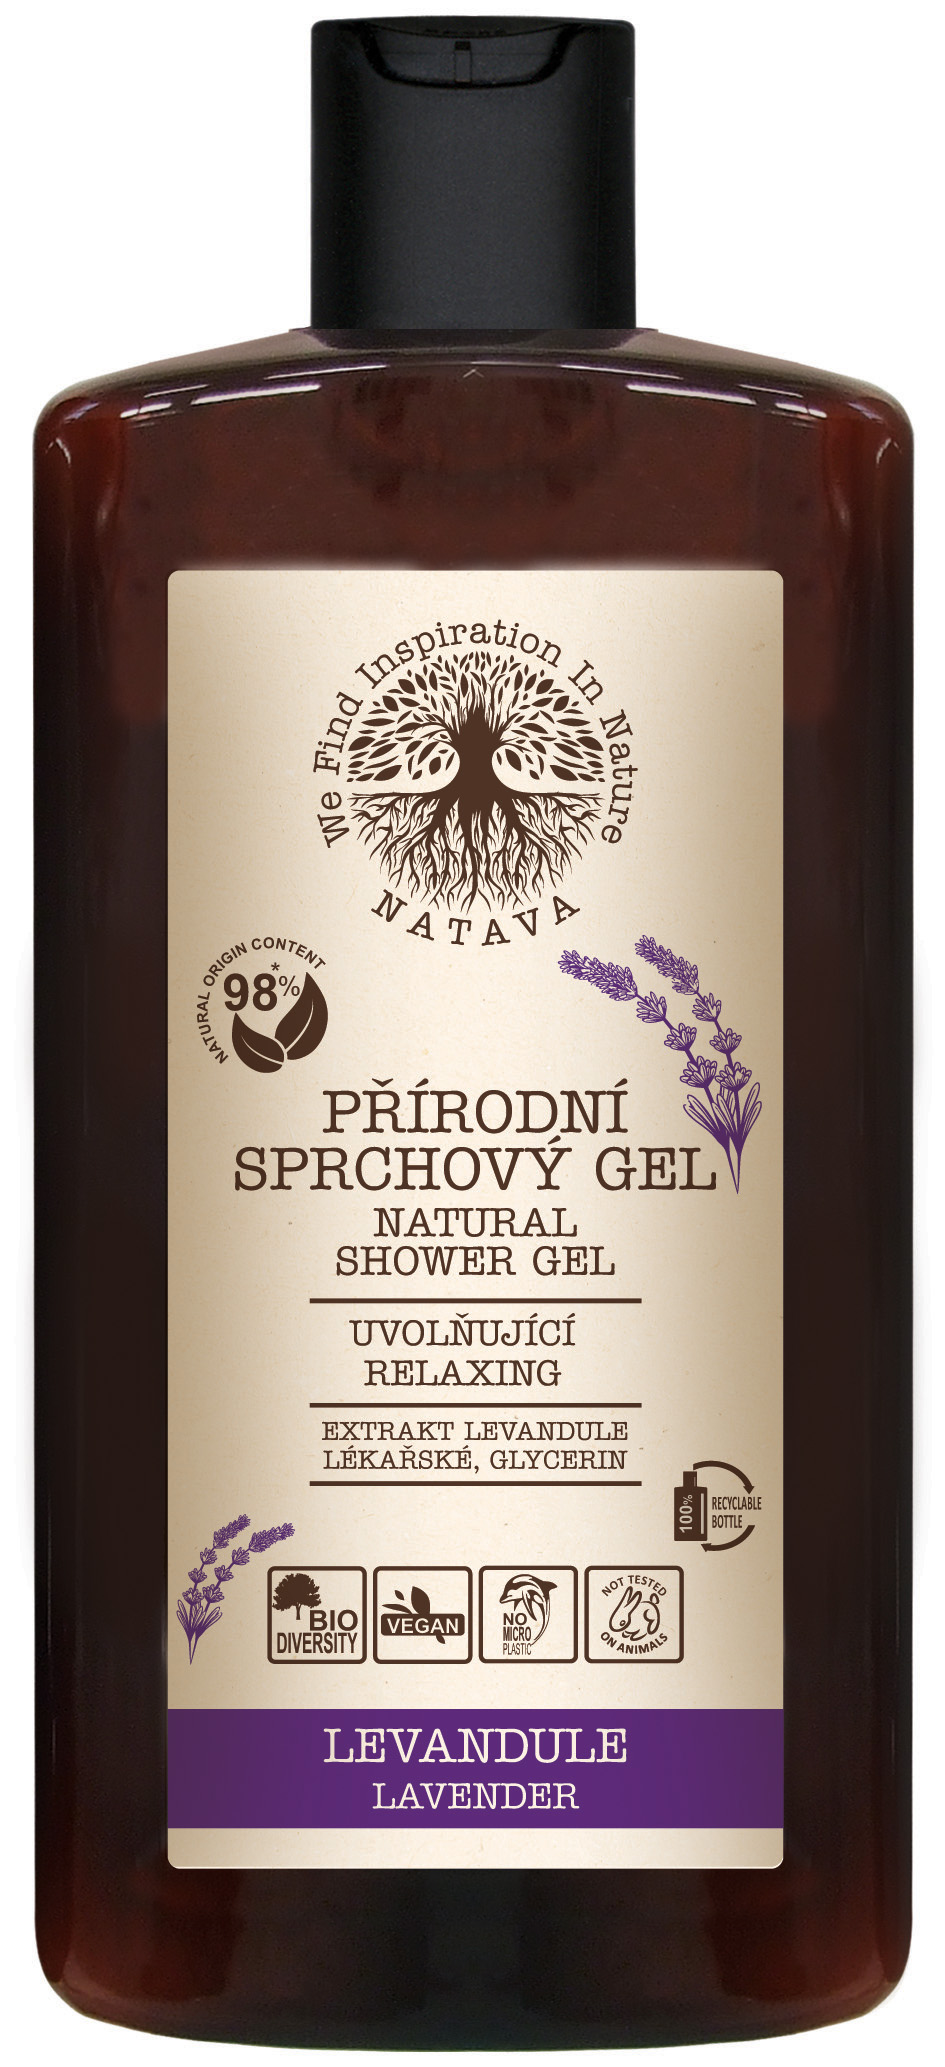 We Find Inspiration In Nature
NATAVA
NATURAL ORIGIN CONTENT
98*%
PŘÍRODNÍ
SPRCHOVÝ GEL
NATURAL
SHOWER GEL
UVOLŇUJÍCÍ
RELAXING
EXTRAKT LEVANDULE
LÉKAŘSKÉ, GLYCERIN
100%
RECYCLABLE
BOTTLE
BIO
DIVERSITY
VEGAN
NO
MICRO
PLASTIC
NOT TESTED
ON ANIMALS
LEVANDULE
LAVENDER